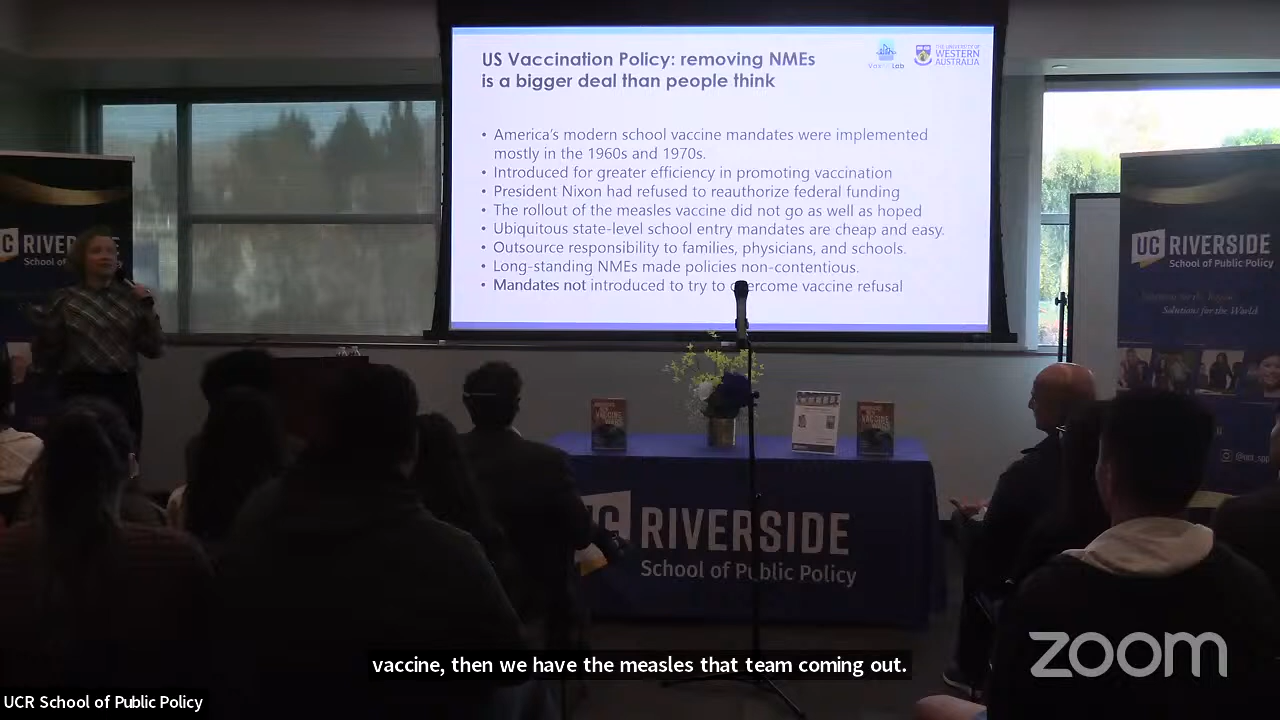 US Vaccination Policy: removing NMEs
is a bigger deal than people think
THE UNIVERSITY OF
WESTERN
AUSTRALIA
• America's modern school vaccine mandates were implemented
mostly in the 1960s and 1970s.
• Introduced for greater efficiency in promoting vaccination
• President Nixon had refused to reauthorize federal funding
• The rollout of the measles vaccine did not go as well as hoped
• Ubiquitous state-level school entry mandates are cheap and easy.
• Outsource responsibility to families, physicians, and schools.
• Long-standing NMEs made policies non-contentious.
• Mandates not introduced to try to overcome vaccine refusal
UC RIVERSIDE
School of Public Policy
Solutions for the World
C RIVERSIDE
School of Public Policy
VACCINE
WARS
VACCINE
UC RIVERSIDE
School of Public Policy
vaccine, then we have the measles that team coming out.
zoom
UCR School of Public Policy